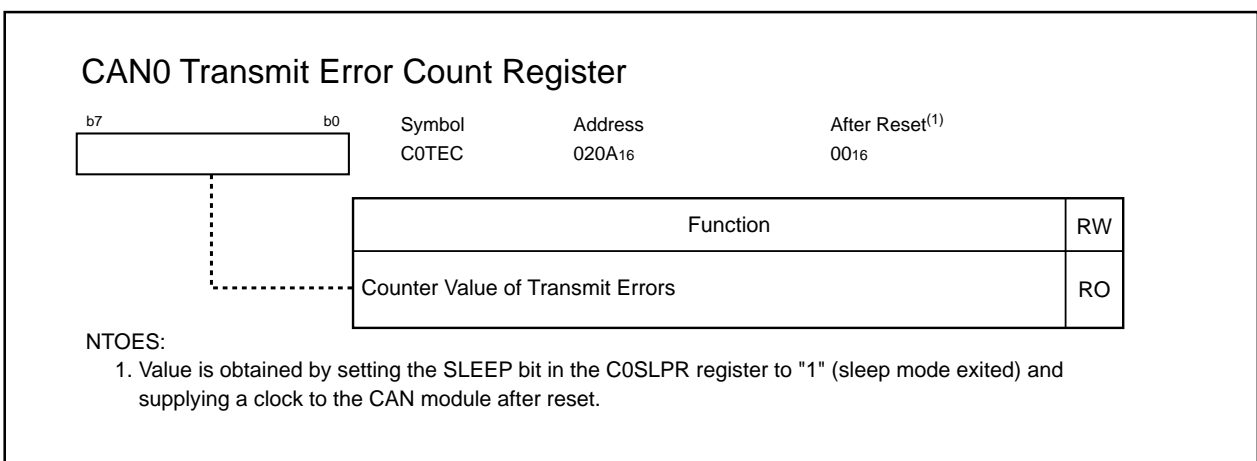 CAN0 Transmit Error Count Register
b7 b0 Symbol Address After Reset(1)
C0TEC 020A16 0016
Function RW
Counter Value of Transmit Errors RO
NTOES:
1. Value is obtained by setting the SLEEP bit in the C0SLPR register to "1" (sleep mode exited) and
supplying a clock to the CAN module after reset.